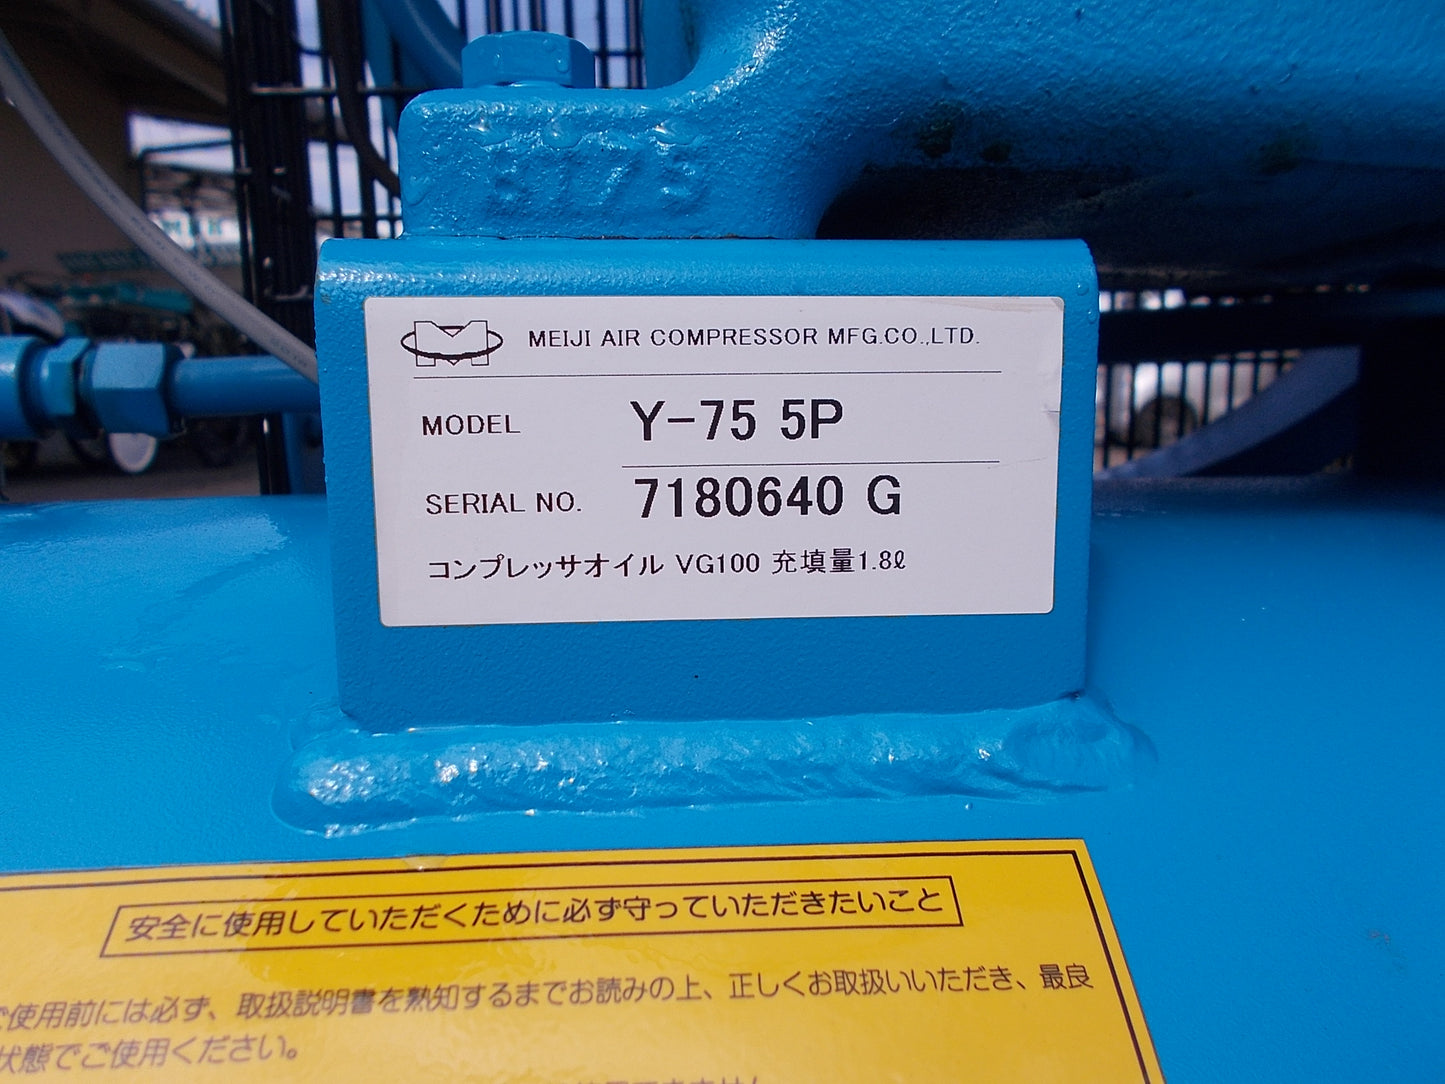 MEIJI AIR COMPRESSOR MFG.CO.,LTD.
MODEL Y-75 5P
SERIAL NO. 7180640 G
コンプレッサオイル VG100 充填量1.8ℓ
安全に使用していただくために必ず守っていただきたいこと
ご使用前には必ず、取扱説明書を熟知するまでお読みの上、正しくお取扱いいただき、最良
状態でご使用ください。